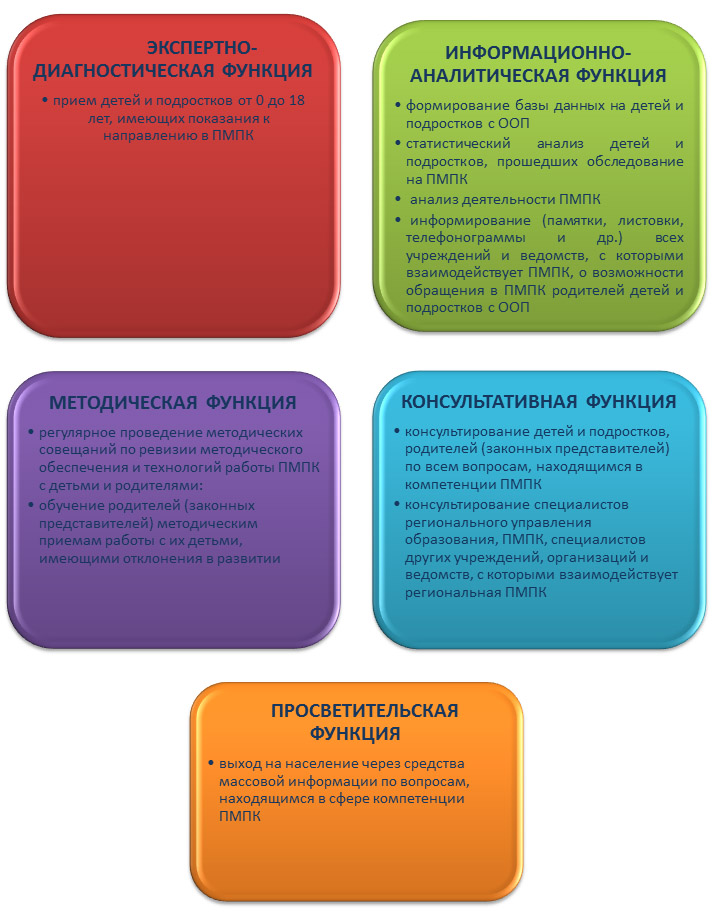 ЭКСПЕРТНО-
ДИАГНОСТИЧЕСКАЯ ФУНКЦИЯ
• прием детей и подростков от 0 до 18
лет, имеющих показания к
направлению в ПМПК
ИНФОРМАЦИОННО-
АНАЛИТИЧЕСКАЯ ФУНКЦИЯ
• формирование базы данных на детей и
подростков с ООП
• статистический анализ детей и
подростков, прошедших обследование
на ПМПК
• анализ деятельности ПМПК
• информирование (памятки, листовки,
телефонограммы и др.) всех
учреждений и ведомств, с которыми
взаимодействует ПМПК, о возможности
обращения в ПМПК родителей детей и
подростков с ООП
МЕТОДИЧЕСКАЯ ФУНКЦИЯ
• регулярное проведение методических
совещаний по ревизии методического
обеспечения и технологий работы ПМПК
с детьми и родителями:
• обучение родителей (законных
представителей) методическим
приемам работы с их детьми,
имеющими отклонения в развитии
КОНСУЛЬТАТИВНАЯ ФУНКЦИЯ
• консультирование детей и подростков,
родителей (законных представителей)
по всем вопросам, находящимся в
компетенции ПМПК
• консультирование специалистов
регионального управления
образования, ПМПК, специалистов
других учреждений, организаций и
ведомств, с которыми взаимодействует
региональная ПМПК
ПРОСВЕТИТЕЛЬСКАЯ
ФУНКЦИЯ
• выход на население через средства
массовой информации по вопросам,
находящимся в сфере компетенции
ПМПК